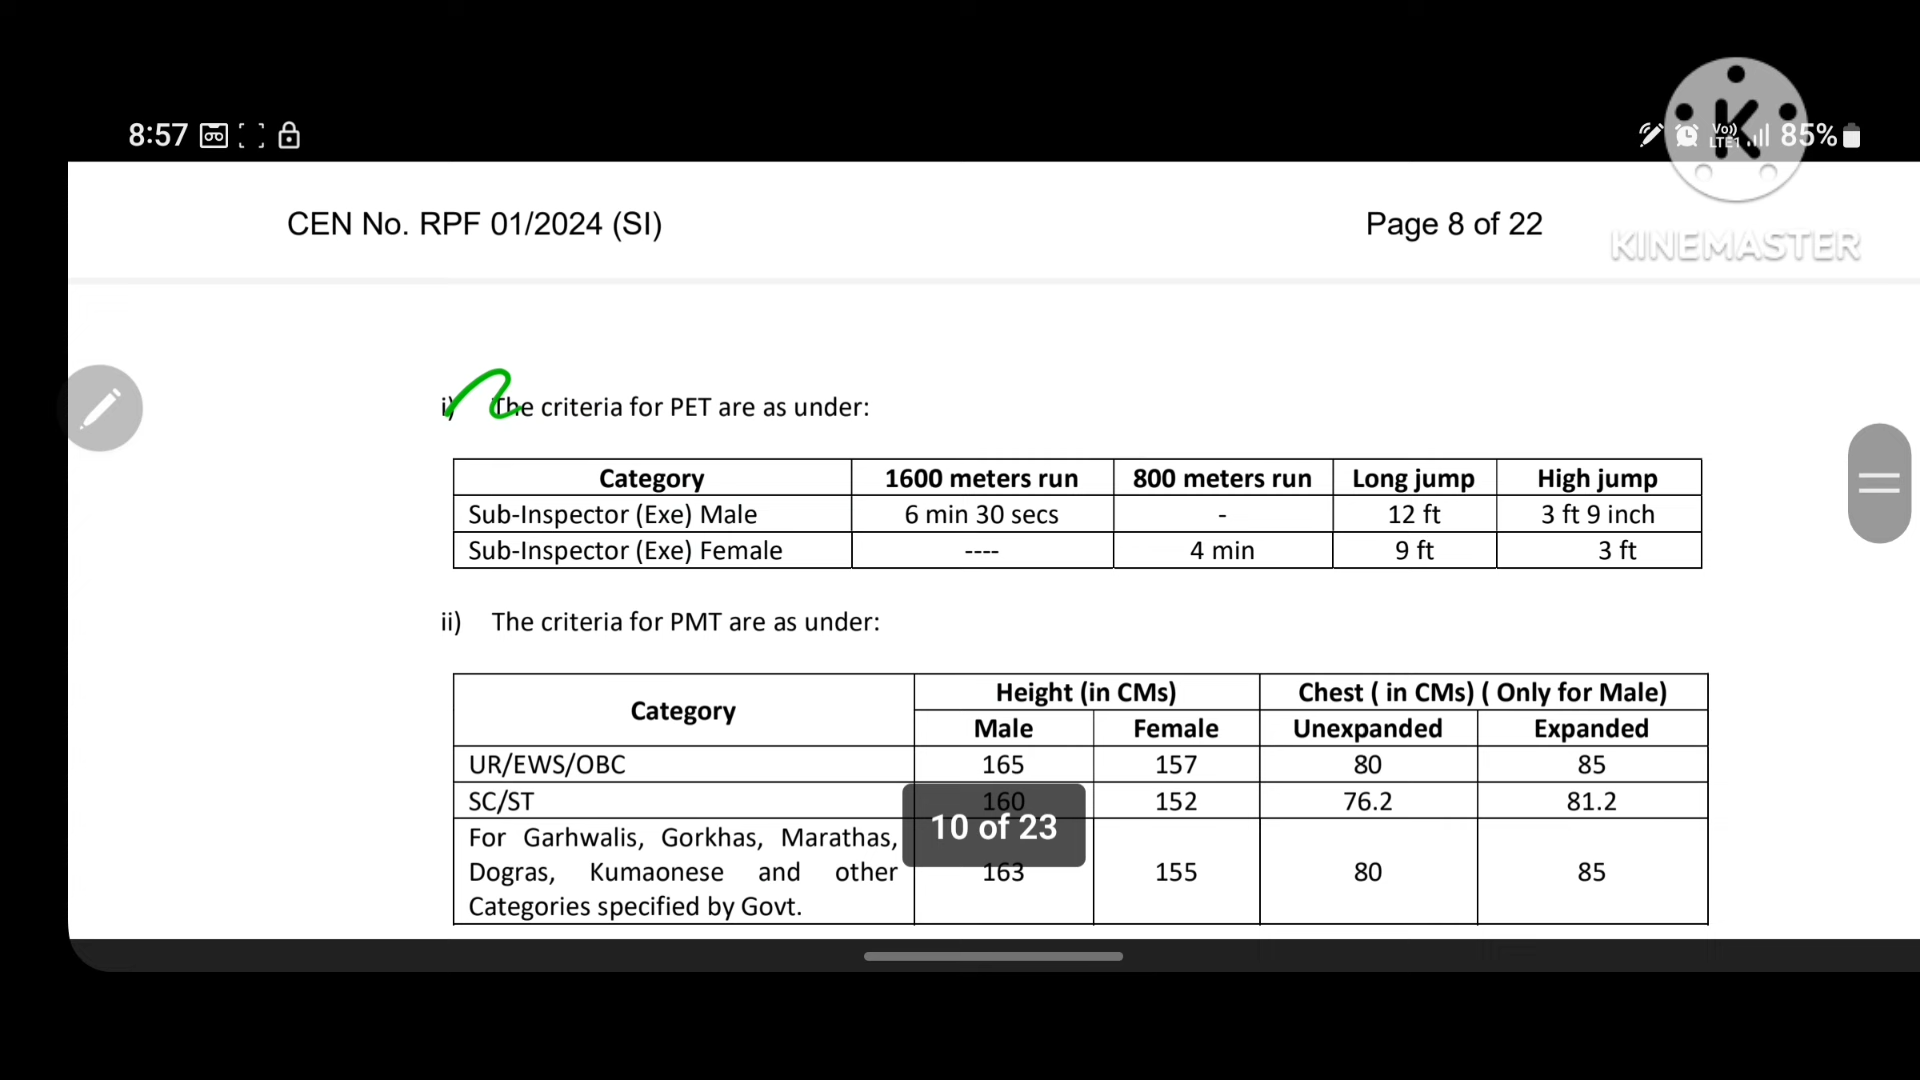 8:57
Vo)) LTE1 85%
KINEMASTER
CEN No. RPF 01/2024 (SI) Page 8 of 22
i) The criteria for PET are as under:
Category 1600 meters run 800 meters run Long jump High jump
Sub-Inspector (Exe) Male 6 min 30 secs - 12 ft 3 ft 9 inch
Sub-Inspector (Exe) Female ---- 4 min 9 ft 3 ft
ii) The criteria for PMT are as under:
Category Height (in CMs) Chest ( in CMs) ( Only for Male)
Male Female Unexpanded Expanded
UR/EWS/OBC 165 157 80 85
SC/ST 160 152 76.2 81.2
10 of 23
For Garhwalis, Gorkhas, Marathas,
Dogras, Kumaonese and other 163 155 80 85
Categories specified by Govt.